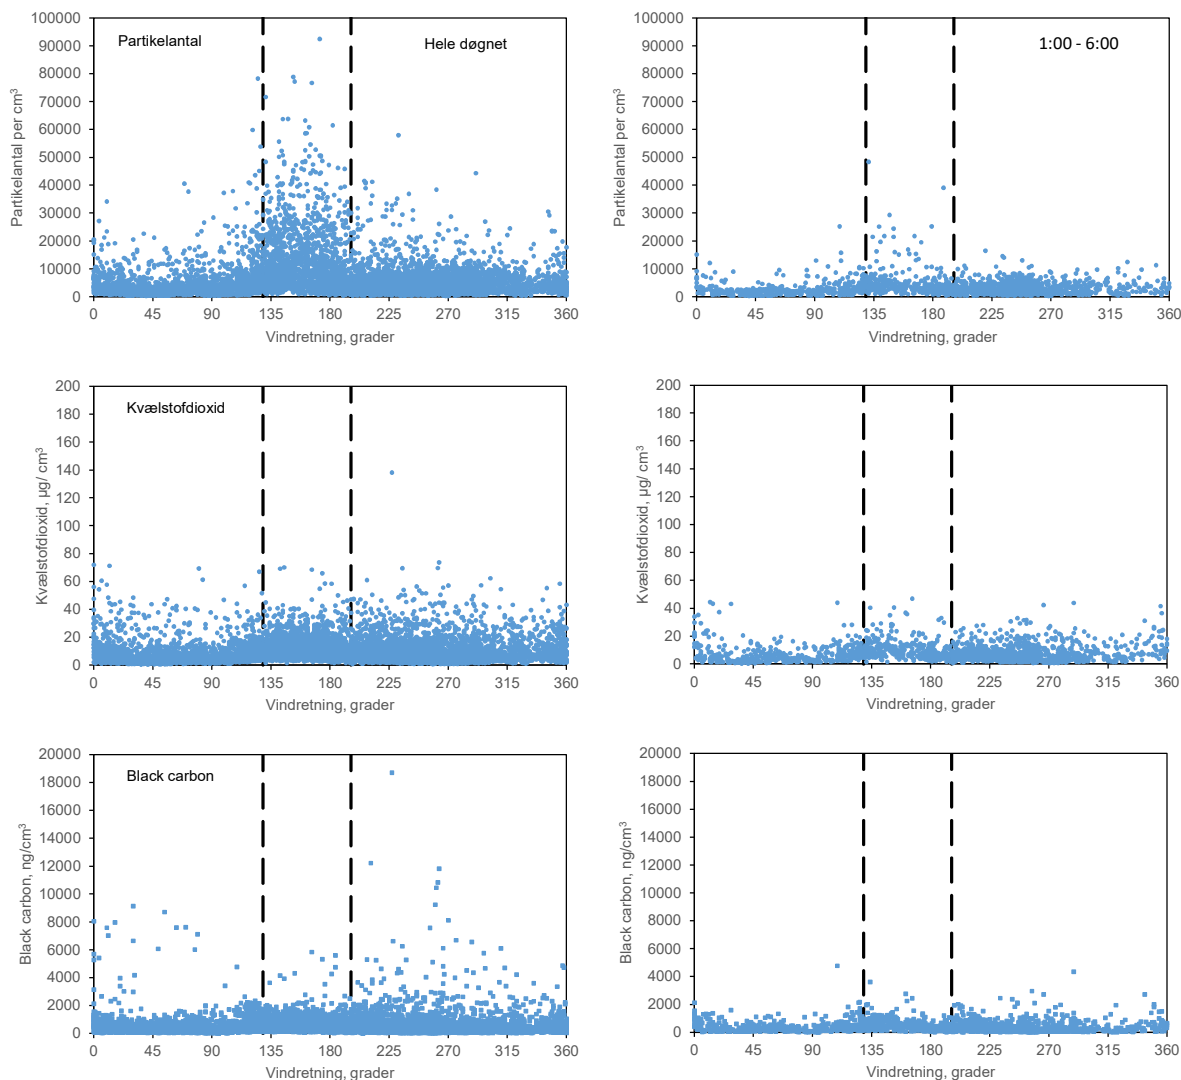 Partikelantal per cm3
100000
90000
80000
70000
60000
50000
40000
30000
20000
10000
0
Partikelantal
Hele døgnet
0 45 90 135 180 225 270 315 360
Vindretning, grader
Partikelantal per cm3
100000
90000
80000
70000
60000
50000
40000
30000
20000
10000
0
1:00 - 6:00
0 45 90 135 180 225 270 315 360
Vindretning, grader
Kvælstofdioxid, µg/ cm3
200
180
160
140
120
100
80
60
40
20
0
Kvælstofdioxid
0 45 90 135 180 225 270 315 360
Vindretning, grader
Kvælstofdioxid, µg/ cm3
200
180
160
140
120
100
80
60
40
20
0
0 45 90 135 180 225 270 315 360
Vindretning, grader
Black carbon, ng/cm3
20000
18000
16000
14000
12000
10000
8000
6000
4000
2000
0
Black carbon
0 45 90 135 180 225 270 315 360
Vindretning, grader
Black carbon, ng/cm3
20000
18000
16000
14000
12000
10000
8000
6000
4000
2000
0
0 45 90 135 180 225 270 315 360
Vindretning, grader